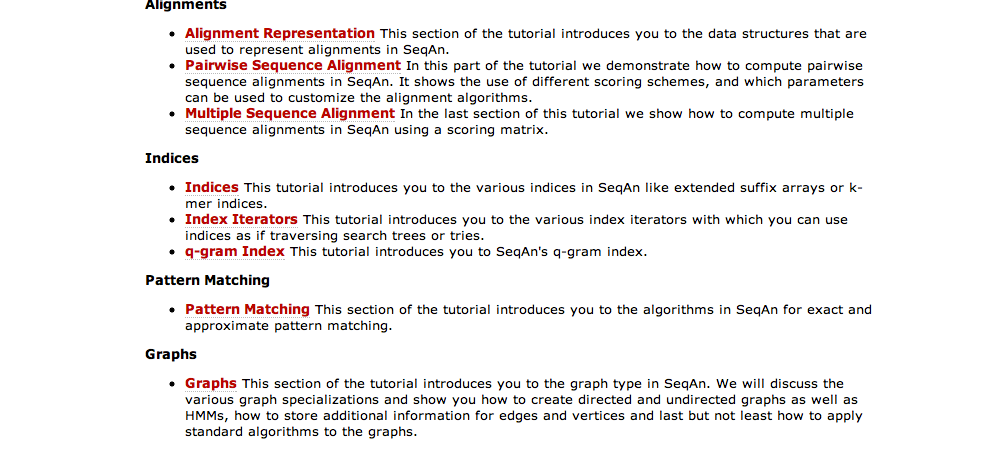 Alignments
• Alignment Representation This section of the tutorial introduces you to the data structures that are
used to represent alignments in SeqAn.
• Pairwise Sequence Alignment In this part of the tutorial we demonstrate how to compute pairwise
sequence alignments in SeqAn. It shows the use of different scoring schemes, and which parameters
can be used to customize the alignment algorithms.
• Multiple Sequence Alignment In the last section of this tutorial we show how to compute multiple
sequence alignments in SeqAn using a scoring matrix.
Indices
• Indices This tutorial introduces you to the various indices in SeqAn like extended suffix arrays or k-
mer indices.
• Index Iterators This tutorial introduces you to the various index iterators with which you can use
indices as if traversing search trees or tries.
• q-gram Index This tutorial introduces you to SeqAn's q-gram index.
Pattern Matching
• Pattern Matching This section of the tutorial introduces you to the algorithms in SeqAn for exact and
approximate pattern matching.
Graphs
• Graphs This section of the tutorial introduces you to the graph type in SeqAn. We will discuss the
various graph specializations and show you how to create directed and undirected graphs as well as
HMMs, how to store additional information for edges and vertices and last but not least how to apply
standard algorithms to the graphs.